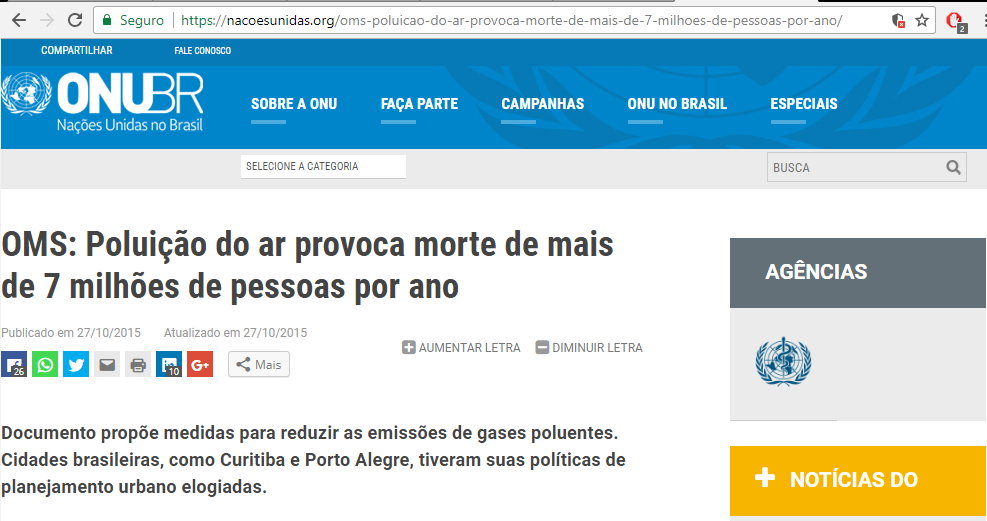 Seguro
https://nacoesunidas.org/oms-poluicao-do-ar-provoca-morte-de-mais-de-7-milhoes-de-pessoas-por-ano/
2
COMPARTILHAR FALE CONOSCO
ONUBR
Nações Unidas no Brasil
SOBRE A ONU FAÇA PARTE CAMPANHAS ONU NO BRASIL ESPECIAIS
SELECIONE A CATEGORIA BUSCA
OMS: Poluição do ar provoca morte de mais
de 7 milhões de pessoas por ano
Publicado em 27/10/2015 Atualizado em 27/10/2015
AUMENTAR LETRA DIMINUIR LETRA
26 10 G+ Mais
Documento propõe medidas para reduzir as emissões de gases poluentes.
Cidades brasileiras, como Curitiba e Porto Alegre, tiveram suas políticas de
planejamento urbano elogiadas.
AGÊNCIAS
NOTÍCIAS DO